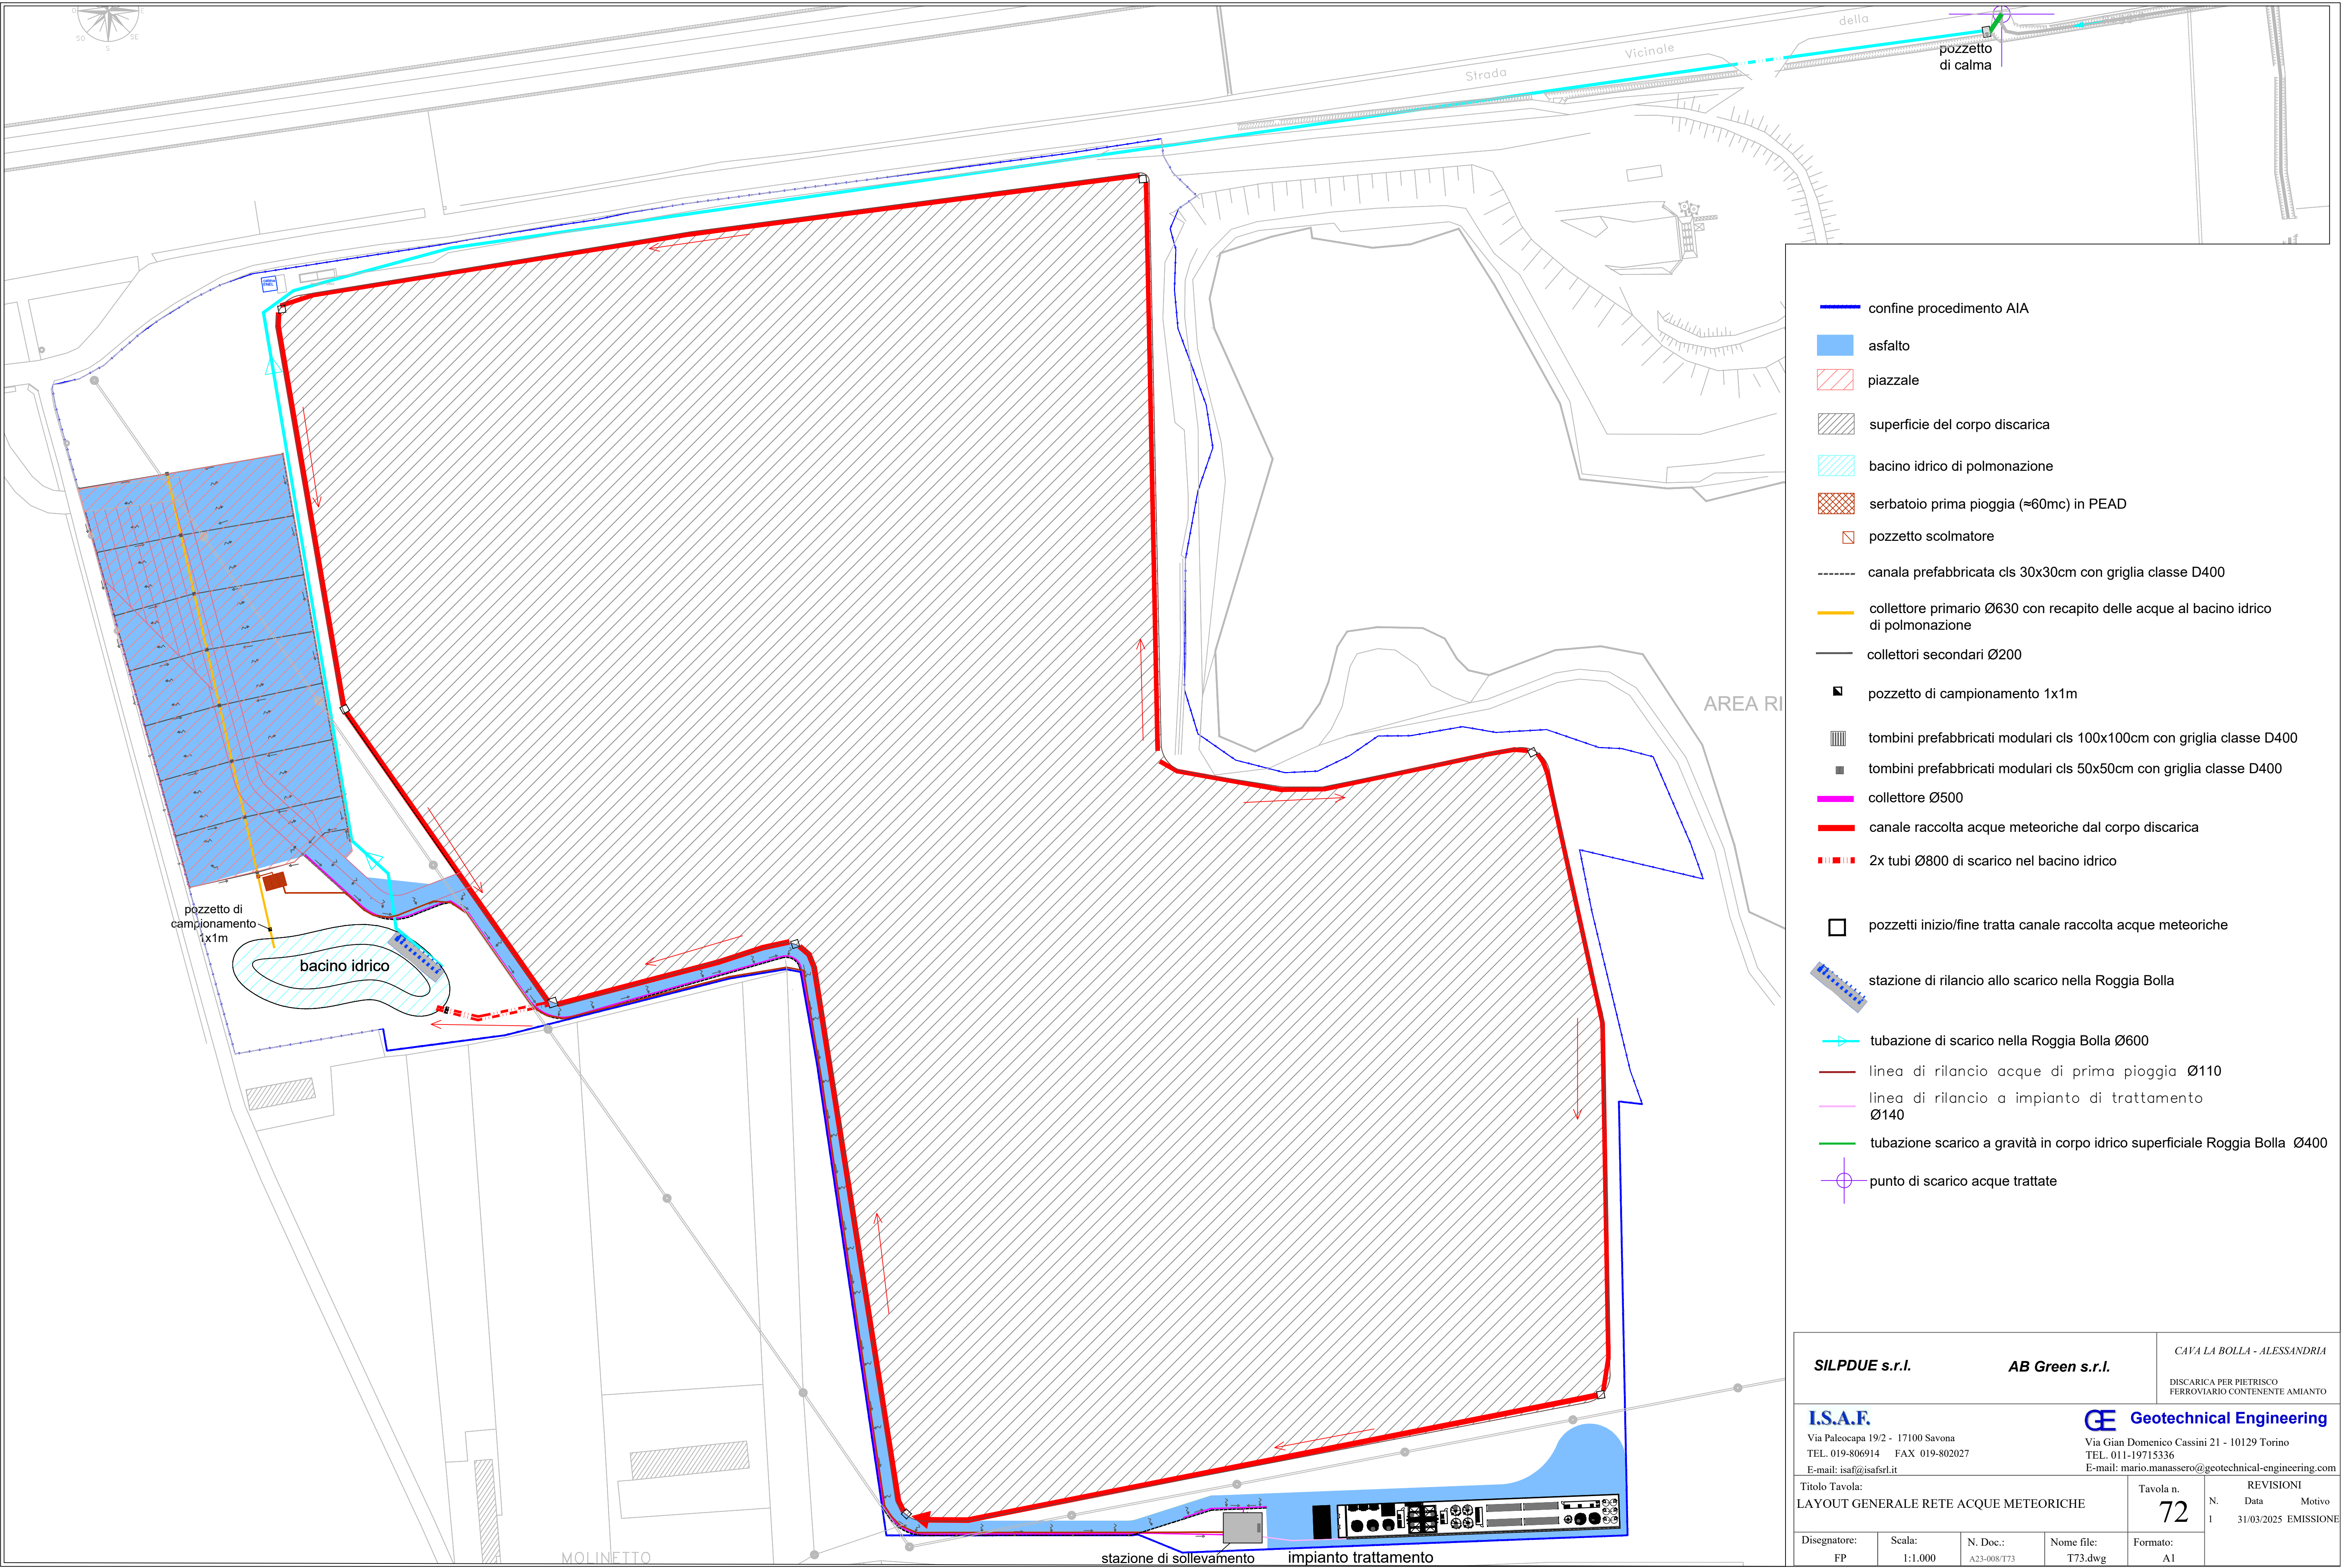 SO
S
SE
Strada
Vicinale
della
pozzetto
di calma
AREA RI
pozzetto di
campionamento
1x1m
bacino idrico
MOLINETTO
stazione di sollevamento
impianto trattamento
confine procedimento AIA
asfalto
piazzale
superficie del corpo discarica
bacino idrico di polmonazione
serbatoio prima pioggia (≈60mc) in PEAD
pozzetto scolmatore
canala prefabbricata cls 30x30cm con griglia classe D400
collettore primario Ø630 con recapito delle acque al bacino idrico
di polmonazione
collettori secondari Ø200
pozzetto di campionamento 1x1m
tombini prefabbricati modulari cls 100x100cm con griglia classe D400
tombini prefabbricati modulari cls 50x50cm con griglia classe D400
collettore Ø500
canale raccolta acque meteoriche dal corpo discarica
2x tubi Ø800 di scarico nel bacino idrico
pozzetti inizio/fine tratta canale raccolta acque meteoriche
stazione di rilancio allo scarico nella Roggia Bolla
tubazione di scarico nella Roggia Bolla Ø600
linea di rilancio acque di prima pioggia Ø110
linea di rilancio a impianto di trattamento
Ø140
tubazione scarico a gravità in corpo idrico superficiale Roggia Bolla Ø400
punto di scarico acque trattate
SILPDUE s.r.l.
AB Green s.r.l.
CAVA LA BOLLA - ALESSANDRIA
DISCARICA PER PIETRISCO
FERROVIARIO CONTENENTE AMIANTO
I.S.A.F.
Via Paleocapa 19/2 - 17100 Savona
TEL. 019-806914 FAX 019-802027
E-mail: isaf@isafsrl.it
GE Geotechnical Engineering
Via Gian Domenico Cassini 21 - 10129 Torino
TEL. 011-19715336
E-mail: mario.manassero@geotechnical-engineering.com
Titolo Tavola:
LAYOUT GENERALE RETE ACQUE METEORICHE
Tavola n.
72
REVISIONI
N. Data Motivo
1 31/03/2025 EMISSIONE
Disegnatore:
FP
Scala:
1:1.000
N. Doc.:
A23-008/T73
Nome file:
T73.dwg
Formato:
A1